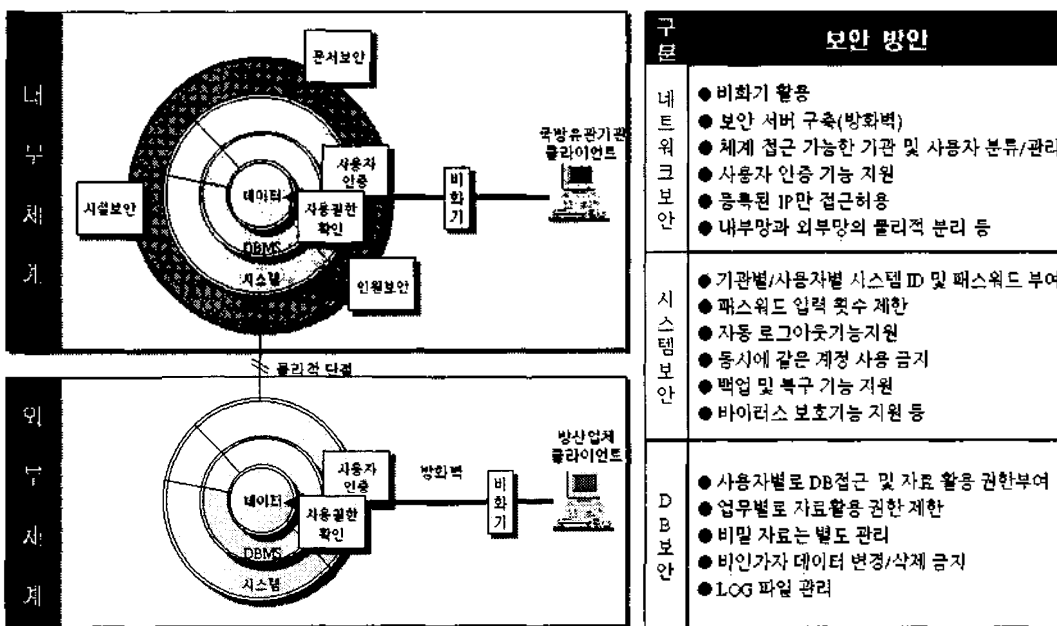 내부체계
문서보안
국방유관기관
클라이언트
사용자
인증
비화기
데이터
사용권한
확인
시설보안
DBMS
시스템
인원보안
물리적 단절
외부체계
방산업체
클라이언트
방화벽
사용자
인증
비화기
데이터
사용권한
확인
DBMS
시스템
구분
보안 방안
네트워크보안
● 비화기 활용
● 보안 서버 구축(방화벽)
● 체계 접근 가능한 기관 및 사용자 분류/관리
● 사용자 인증 기능 지원
● 등록된 IP만 접근허용
● 내부망과 외부망의 물리적 분리 등
시스템보안
● 기관별/사용자별 시스템 ID 및 패스워드 부여
● 패스워드 입력 횟수 제한
● 자동 로그아웃기능지원
● 동시에 같은 계정 사용 금지
● 백업 및 복구 기능 지원
● 바이러스 보호기능 지원 등
DB보안
● 사용자별로 DB접근 및 자료 활용 권한부여
● 업무별로 자료활용 권한 제한
● 비밀 자료는 별도 관리
● 비인가자 데이터 변경/삭제 금지
● LOG 파일 관리